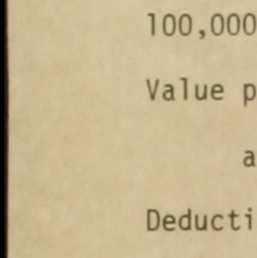 100,000
Value p
a
Deducti